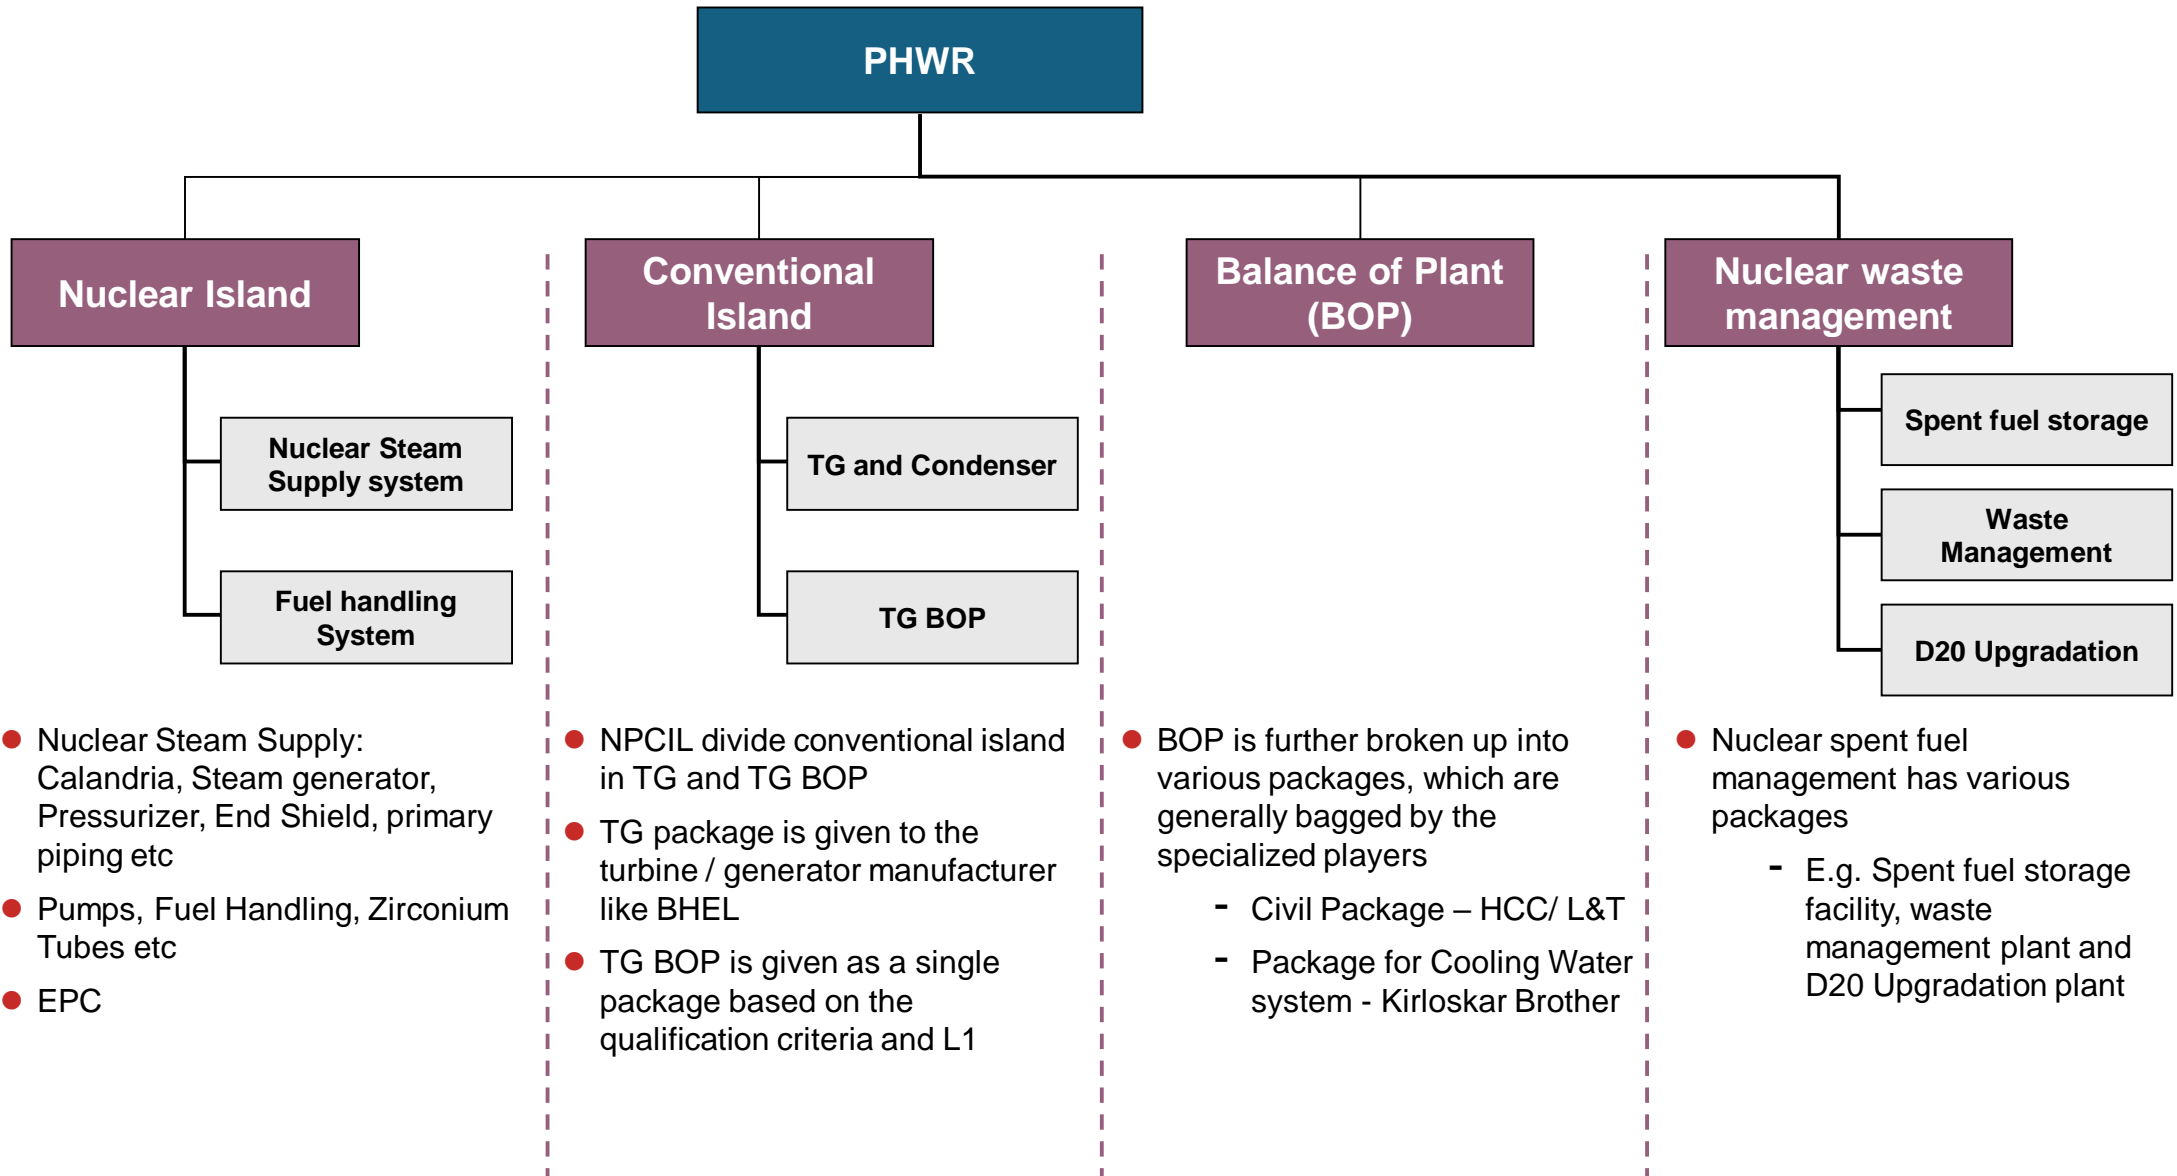 PHWR
Nuclear Island
Nuclear Steam
Supply system
Fuel handling
System
Nuclear Steam Supply:
Calandria, Steam generator,
Pressurizer, End Shield, primary
piping etc
Pumps, Fuel Handling, Zirconium
Tubes etc
EPC
Conventional
Island
TG and Condenser
TG BOP
NPCIL divide conventional island
in TG and TG BOP
TG package is given to the
turbine / generator manufacturer
like BHEL
TG BOP is given as a single
package based on the
qualification criteria and L1
Balance of Plant
(BOP)
BOP is further broken up into
various packages, which are
generally bagged by the
specialized players
- Civil Package – HCC/ L&T
- Package for Cooling Water
system - Kirloskar Brother
Nuclear waste
management
Spent fuel storage
Waste
Management
D20 Upgradation
Nuclear spent fuel
management has various
packages
- E.g. Spent fuel storage
facility, waste
management plant and
D20 Upgradation plant